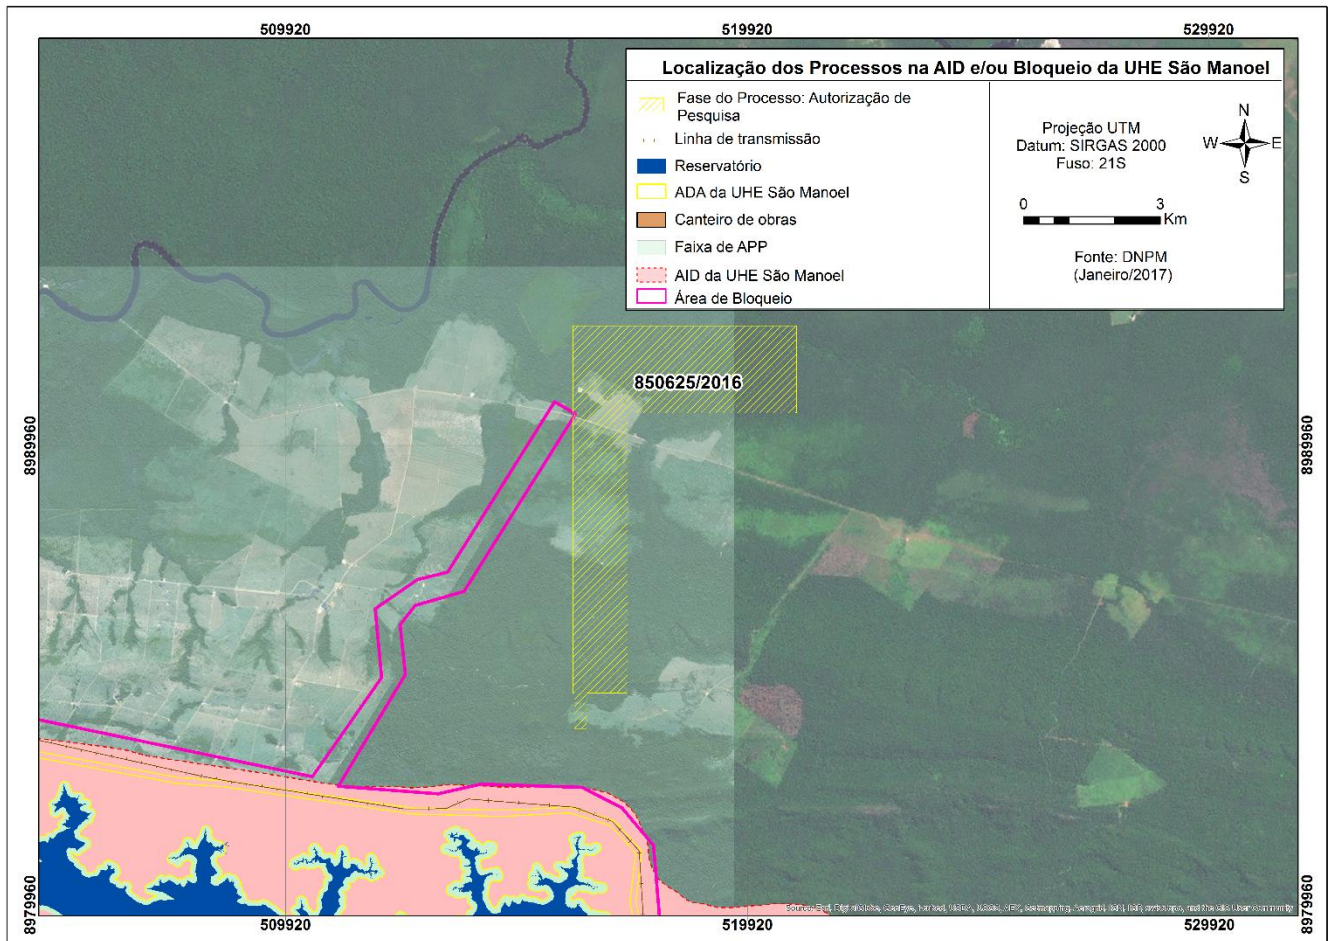 509920
519920
529920
Localização dos Processos na AID e/ou Bloqueio da UHE São Manoel
Fase do Processo: Autorização de
Pesquisa
Linha de transmissão
Reservatório
ADA da UHE São Manoel
Canteiro de obras
Faixa de APP
AID da UHE São Manoel
Área de Bloqueio
Projeção UTM
Datum: SIRGAS 2000
Fuso: 21S
N
W
E
S
0 3
Km
Fonte: DNPM
(Janeiro/2017)
850625/2016
8989960
8989960
8979960
8979960
509920
519920
529920